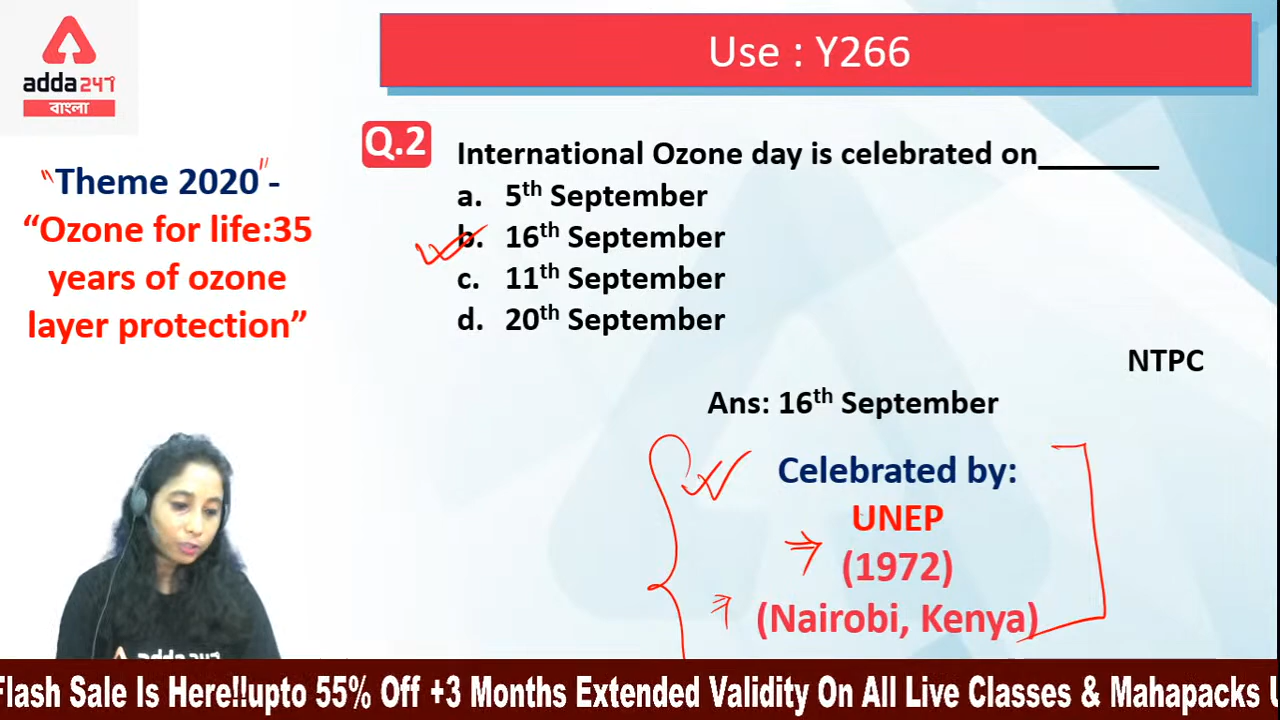 adda247
বাংলা
Use : Y266
Q.2
International Ozone day is celebrated on_______
a. 5th September
b. 16th September
c. 11th September
d. 20th September
NTPC
Ans: 16th September
Celebrated by:
UNEP
(1972)
(Nairobi, Kenya)
"Theme 2020" -
“Ozone for life:35
years of ozone
layer protection”
adda247
Flash Sale Is Here!!upto 55% Off +3 Months Extended Validity On All Live Classes & Mahapacks